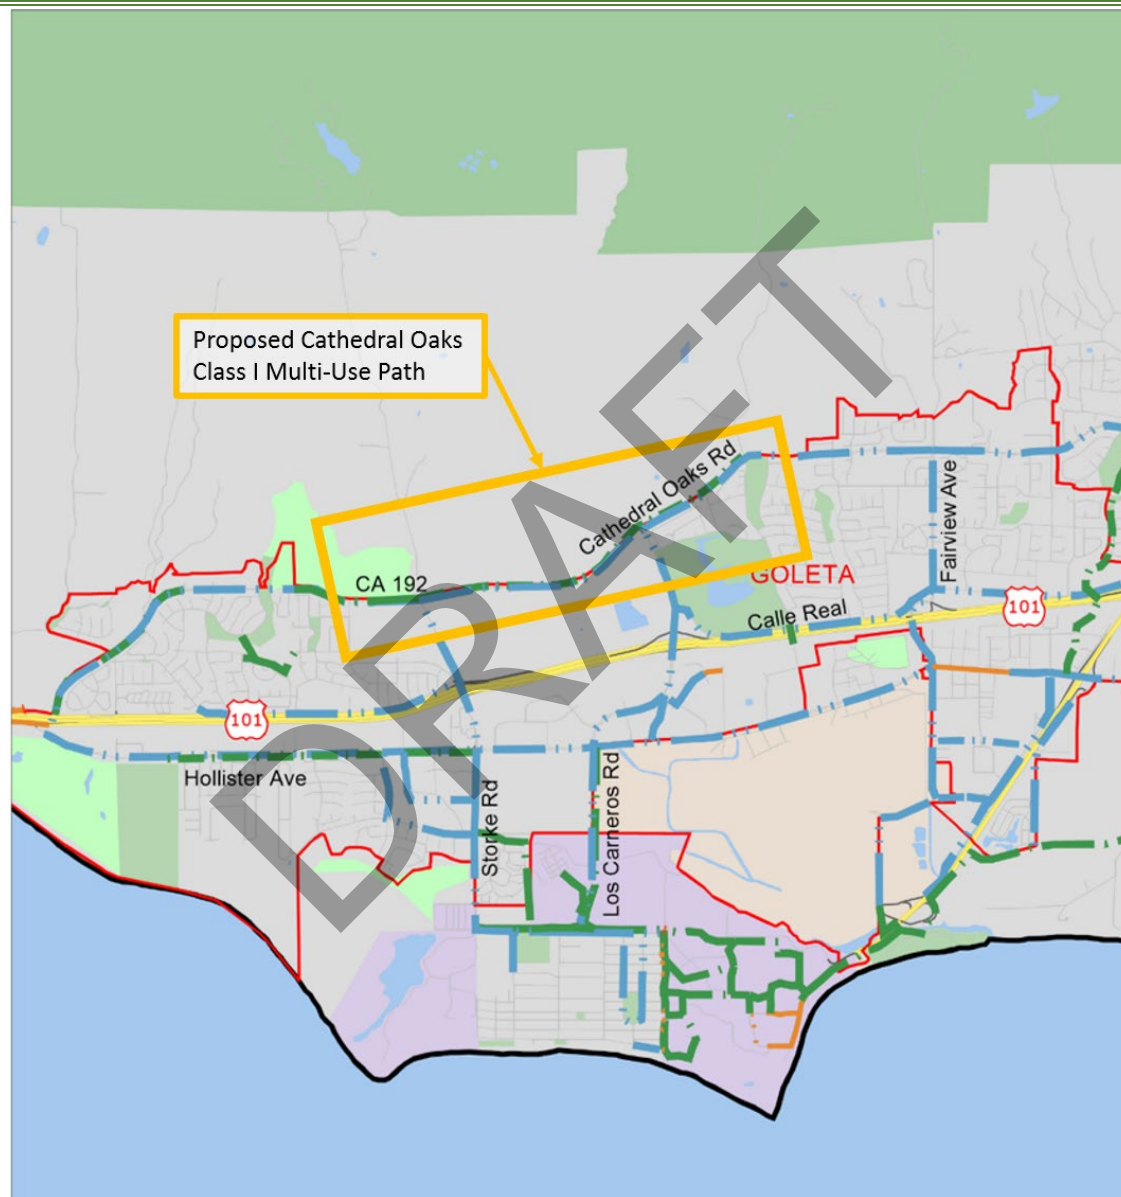 Proposed Cathedral Oaks
Class I Multi-Use Path
DRAFT
Cathedral Oaks Rd
Fairview Ave
CA 192
GOLETA
Calle Real
101
101
Hollister Ave
Storke Rd
Los Carneros Rd